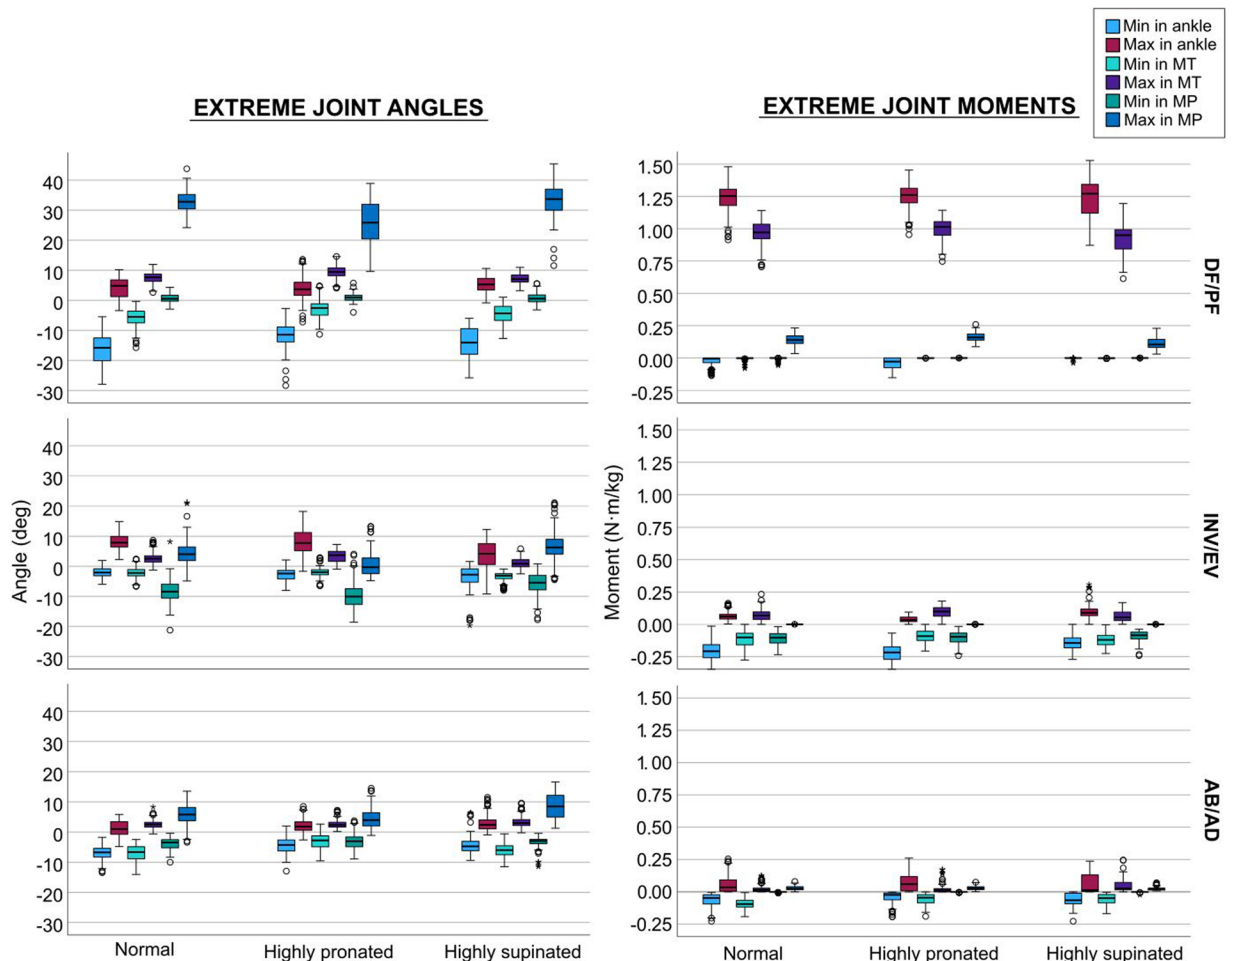 Min in ankle
Max in ankle
Min in MT
Max in MT
Min in MP
Max in MP
EXTREME JOINT ANGLES
EXTREME JOINT MOMENTS
40
30
20
10
0
-10
-20
-30
1.50
1.25
1.00
0.75
0.50
0.25
0.00
-0.25
DF/PF
Angle (deg)
40
30
20
10
0
-10
-20
-30
Moment (N·m/kg)
1.50
1.25
1.00
0.75
0.50
0.25
0.00
-0.25
INV/EV
40
30
20
10
0
-10
-20
-30
1.50
1.25
1.00
0.75
0.50
0.25
0.00
-0.25
AB/AD
Normal
Highly pronated
Highly supinated
Normal
Highly pronated
Highly supinated